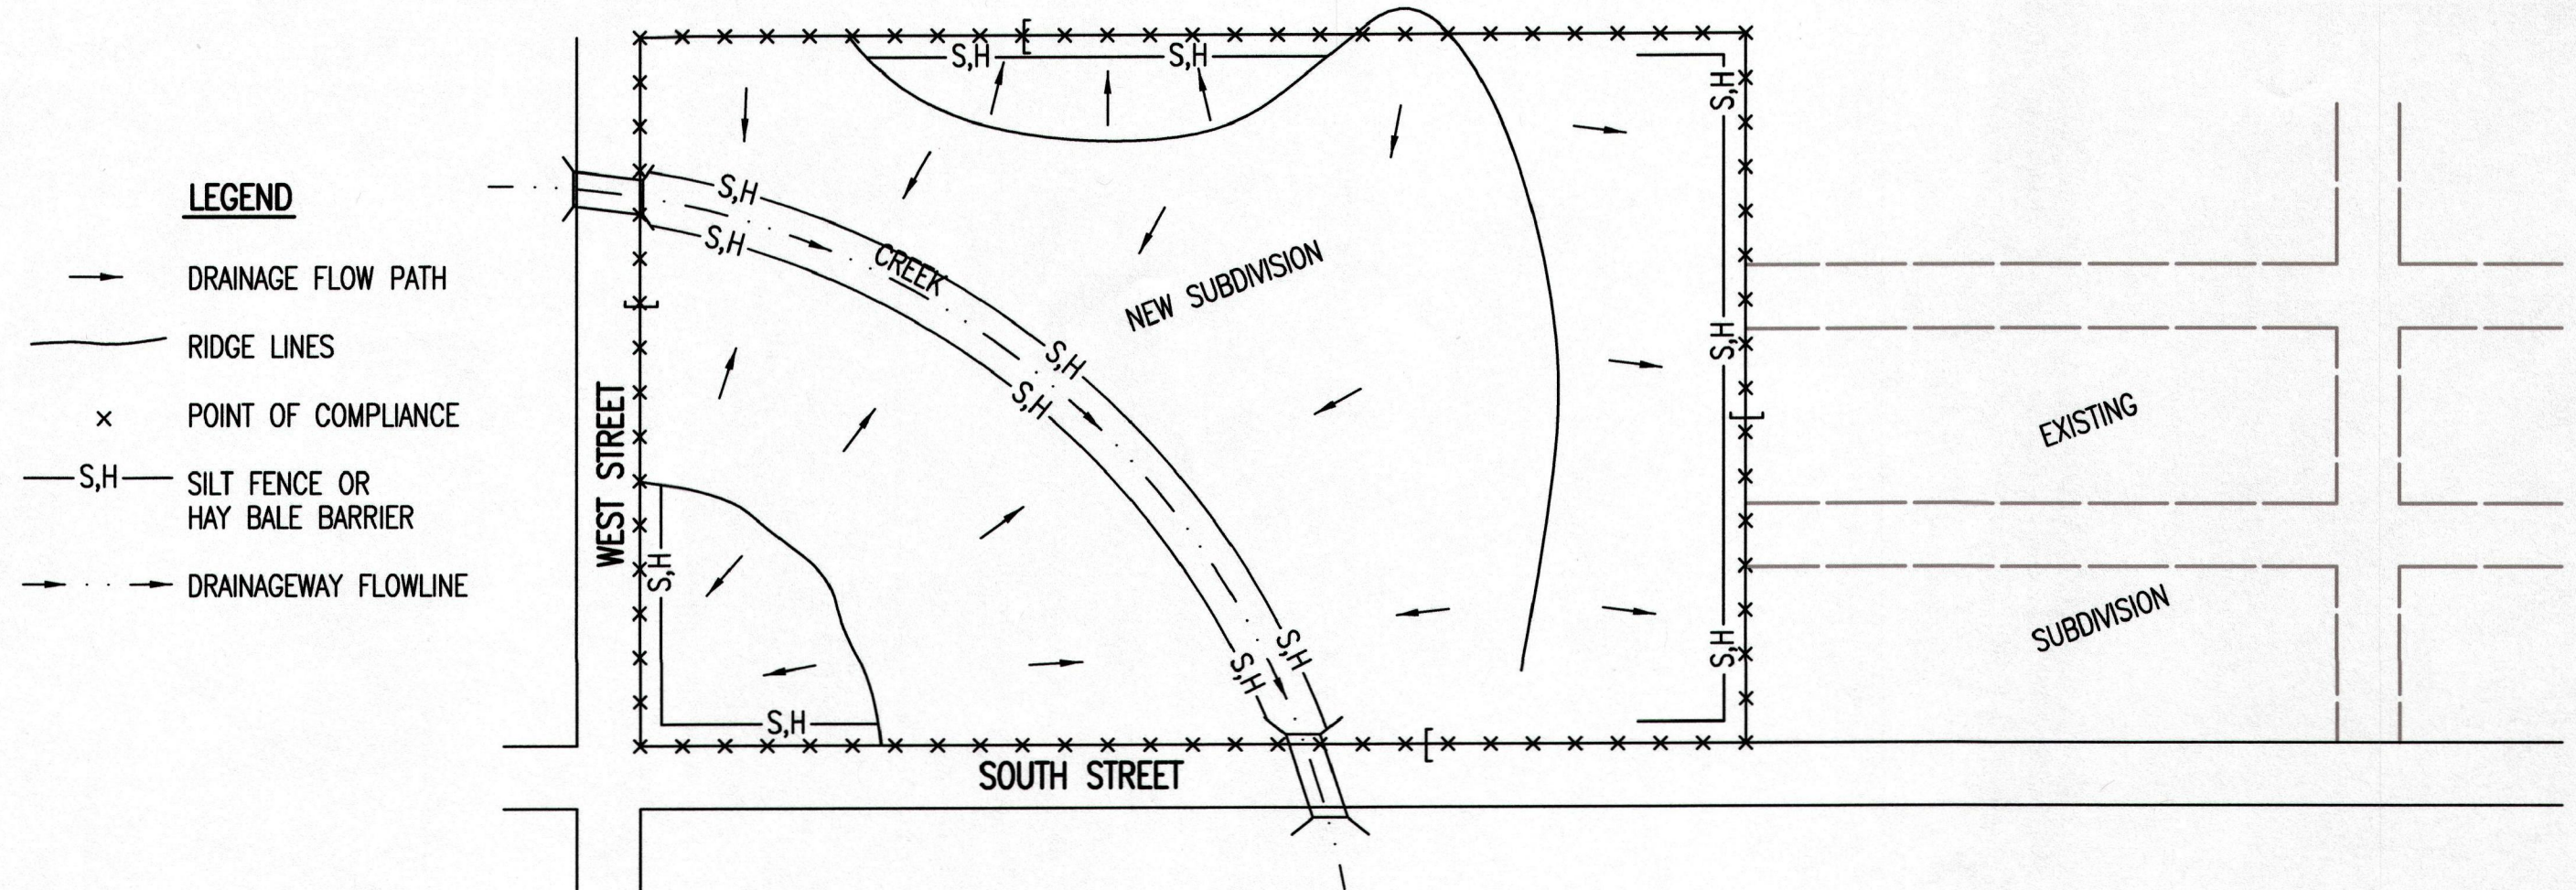 LEGEND
DRAINAGE FLOW PATH
RIDGE LINES
POINT OF COMPLIANCE
S,H
SILT FENCE OR
HAY BALE BARRIER
DRAINAGEWAY FLOWLINE
S,H
S,H
S,H
S,H
S,H
CREEK
NEW SUBDIVISION
S,H
S,H
S,H
WEST STREET
EXISTING
S,H
S,H
S,H
S,H
SUBDIVISION
S,H
SOUTH STREET